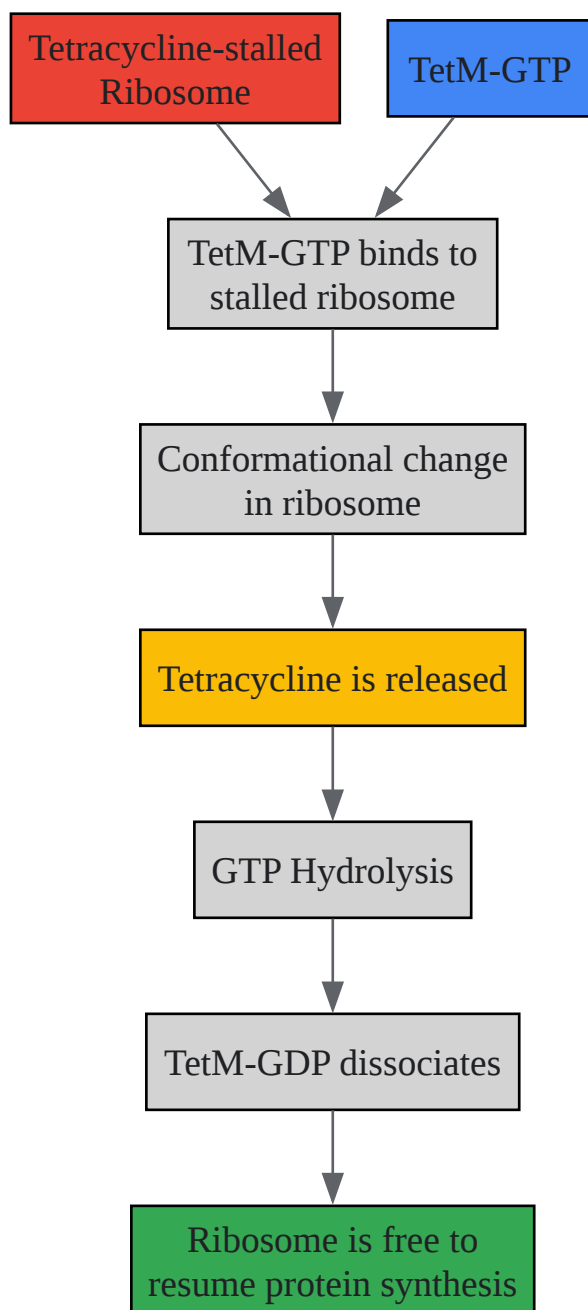 Tetracycline-stalled
Ribosome
TetM-GTP
TetM-GTP binds to
stalled ribosome
Conformational change
in ribosome
Tetracycline is released
GTP Hydrolysis
TetM-GDP dissociates
Ribosome is free to
resume protein synthesis